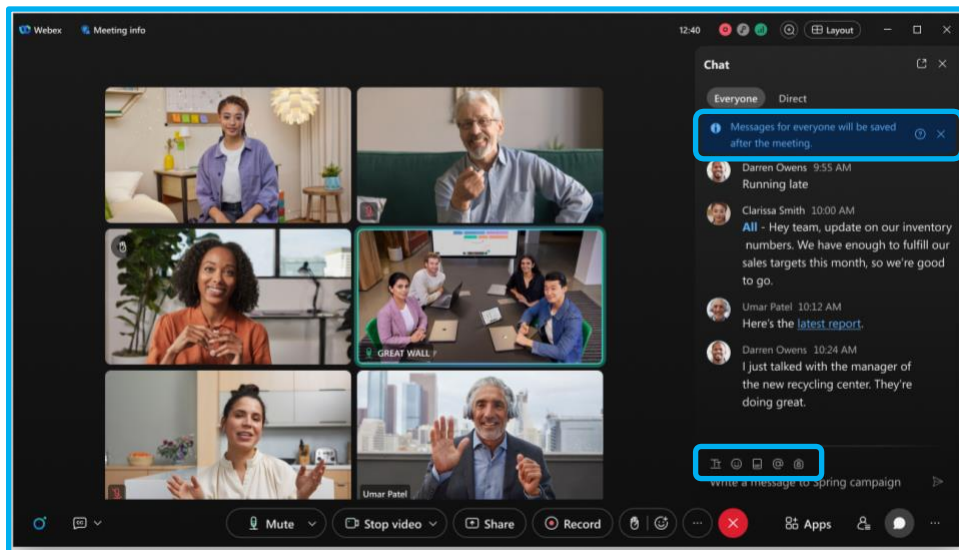 Webex Meeting info 12:40 Layout
Chat
Everyone Direct
Messages for everyone will be saved
after the meeting.
Darren Owens 9:55 AM
Running late
Clarissa Smith 10:00 AM
All - Hey team, update on our inventory
numbers. We have enough to fulfill our
sales targets this month, so we're good
to go.
Umar Patel 10:12 AM
Here's the latest report.
Darren Owens 10:24 AM
I just talked with the manager of
the new recycling center. They're
doing great.
GREAT WALL
Umar Patel
Write a message to Spring campaign
CC Mute Stop video Share Record Apps